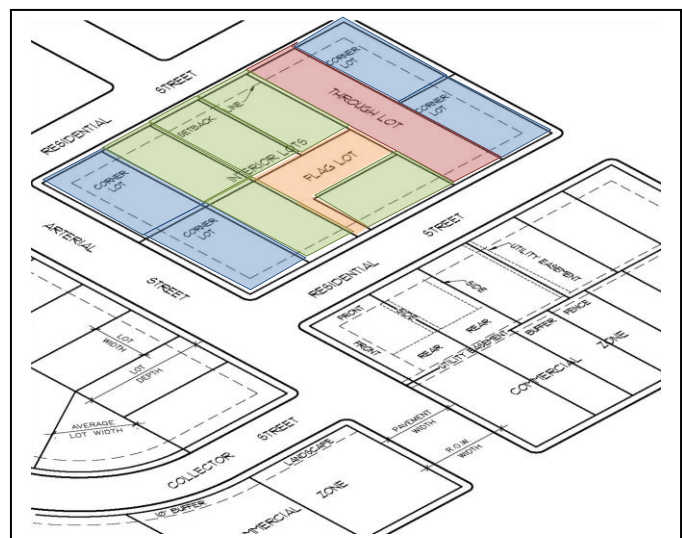 CORNER
LOT
RESIDENTIAL STREET
CORNER
LOT
THROUGH LOT
SETBACK LINE
INTERIOR LOTS
FLAG LOT
CORNER
LOT
CORNER
LOT
ARTERIAL STREET
RESIDENTIAL STREET
UTILITY EASEMENT
SIDE
FRONT
FRONT
REAR
REAR
UTILITY EASEMENT
BUFFER
FENCE
COMMERCIAL ZONE
LOT
WIDTH
LOT
DEPTH
AVERAGE
LOT WIDTH
PAVEMENT
WIDTH
R.O.W
WIDTH
COLLECTOR STREET
LANDSCAPE
BUFFER
ZONE